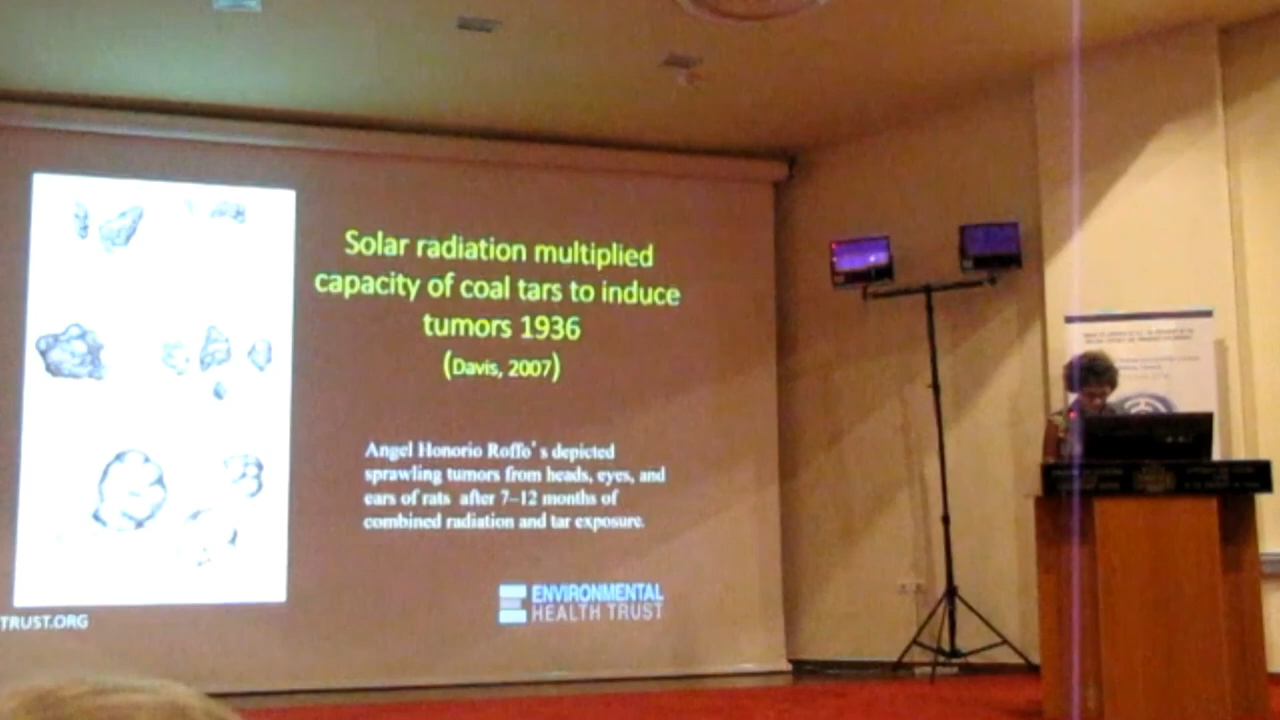 Solar radiation multiplied
capacity of coal tars to induce
tumors 1936
(Davis, 2007)
Angel Honorio Roffo's depicted
sprawling tumors from heads, eyes, and
ears of rats after 7–12 months of
combined radiation and tar exposure.
ENVIRONMENTAL
HEALTH TRUST
TRUST.ORG